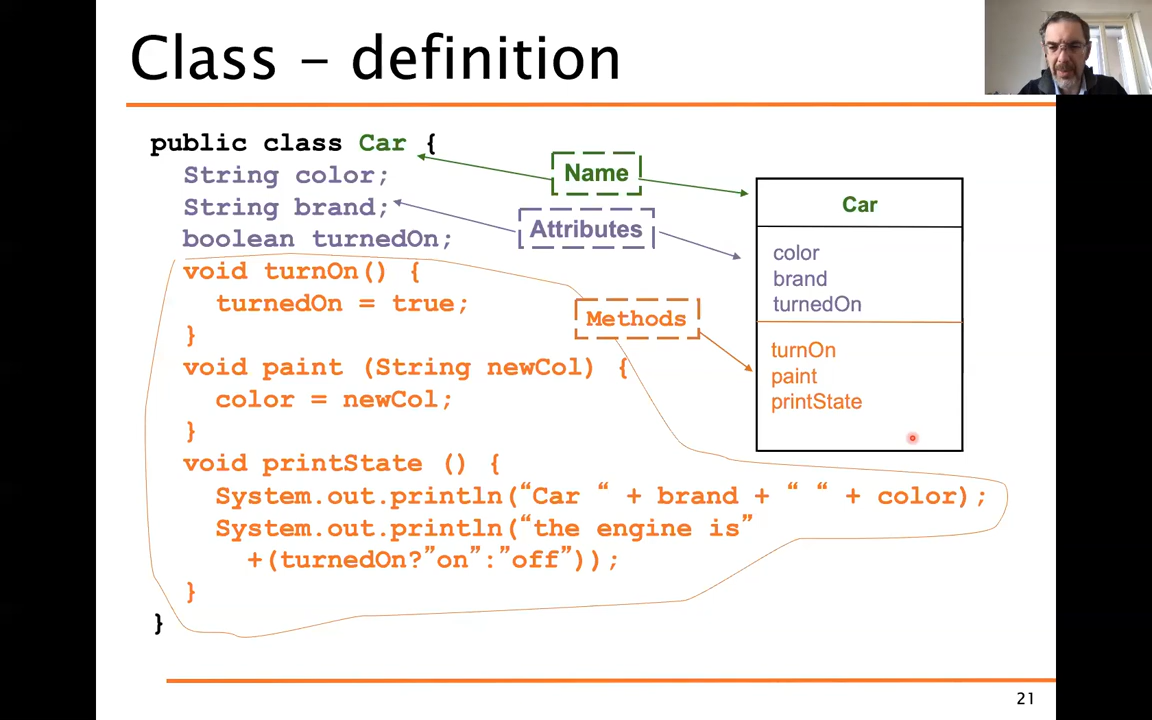 Class – definition
public class Car {
String color;
String brand;
boolean turnedOn;
void turnOn() {
turnedOn = true;
}
void paint (String newCol) {
color = newCol;
}
void printState () {
System.out.println(“Car “ + brand + “ “ + color);
System.out.println(“the engine is”
+(turnedOn?”on”:”off”));
}
}
Name
Attributes
Methods
Car
color
brand
turnedOn
turnOn
paint
printState
21